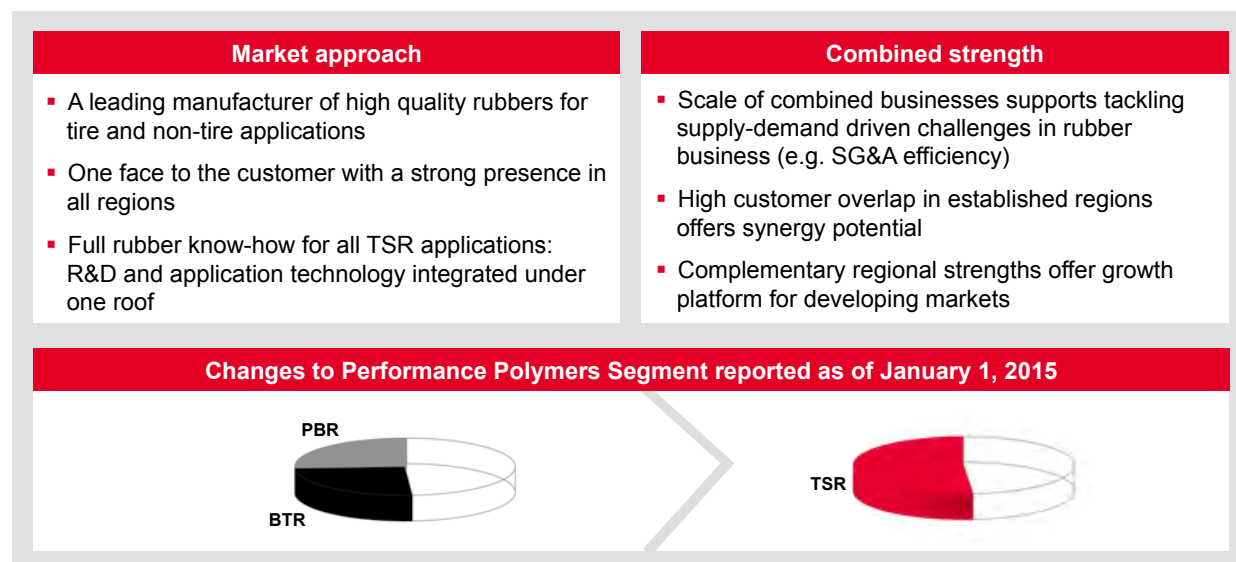 Market approach
▪ A leading manufacturer of high quality rubbers for
tire and non-tire applications
▪ One face to the customer with a strong presence in
all regions
▪ Full rubber know-how for all TSR applications:
R&D and application technology integrated under
one roof
Combined strength
▪ Scale of combined businesses supports tackling
supply-demand driven challenges in rubber
business (e.g. SG&A efficiency)
▪ High customer overlap in established regions
offers synergy potential
▪ Complementary regional strengths offer growth
platform for developing markets
Changes to Performance Polymers Segment reported as of January 1, 2015
PBR
BTR
TSR